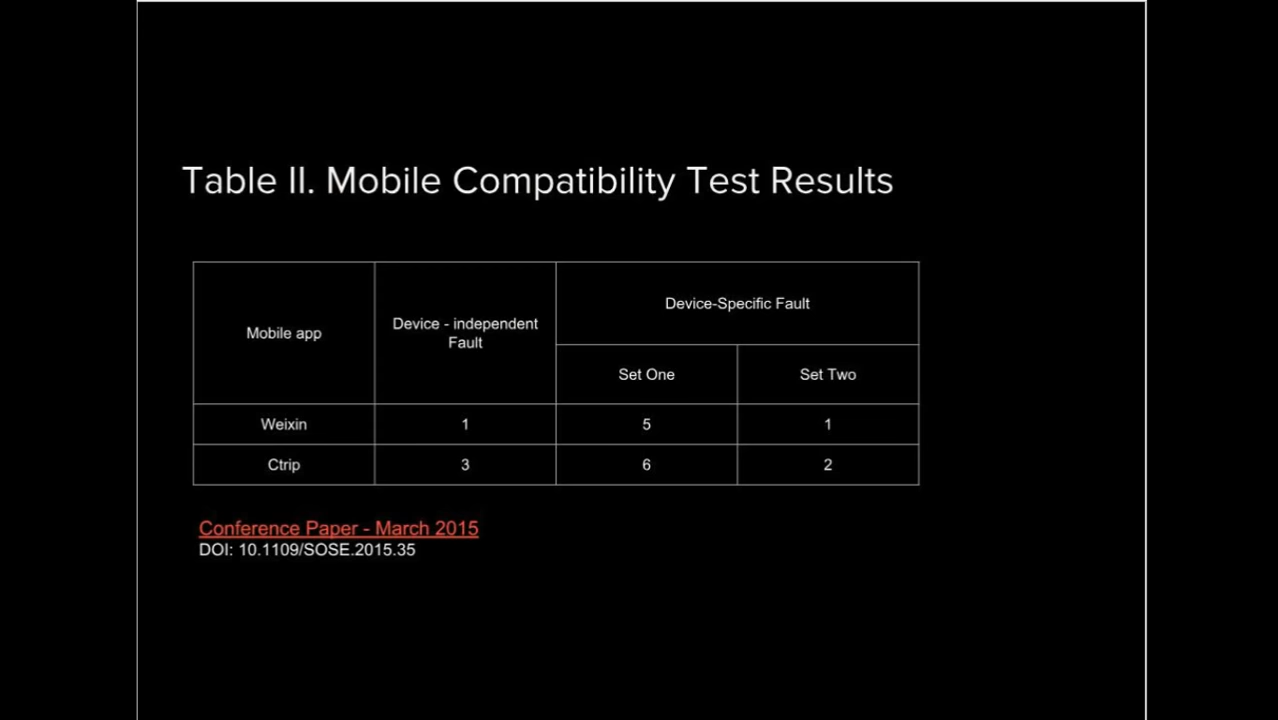 Table II. Mobile Compatibility Test Results
Mobile app
Device - independent
Fault
Device-Specific Fault
Set One
Set Two
Weixin 1 5 1
Ctrip 3 6 2
Conference Paper - March 2015
DOI: 10.1109/SOSE.2015.35